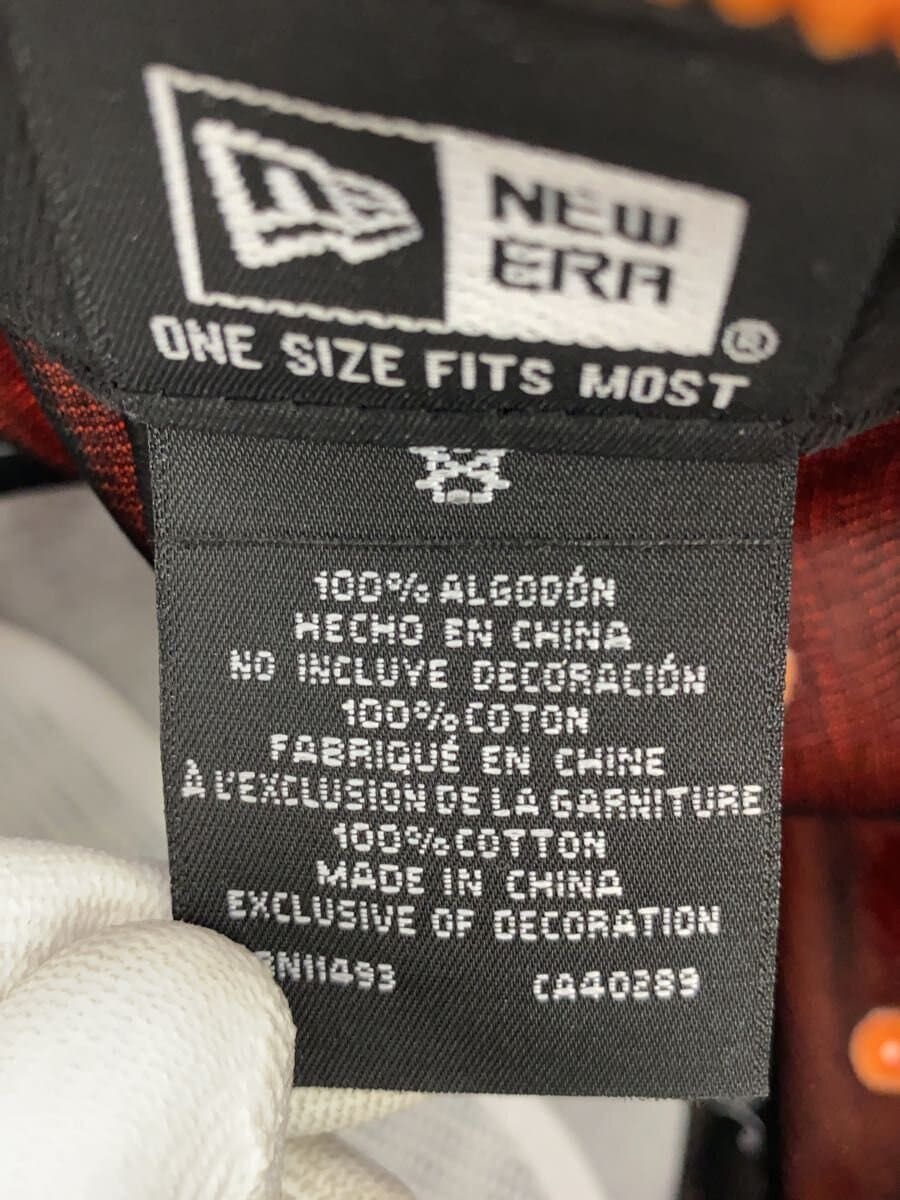 NEW
ERA
®
ONE SIZE FITS MOST
100% ALGODÓN
HECHO EN CHINA
NO INCLUYE DECORACIÓN
100% COTON
FABRIQUÉ EN CHINE
À L'EXCLUSION DE LA GARNITURE
100% COTTON
MADE IN CHINA
EXCLUSIVE OF DECORATION
CA40289